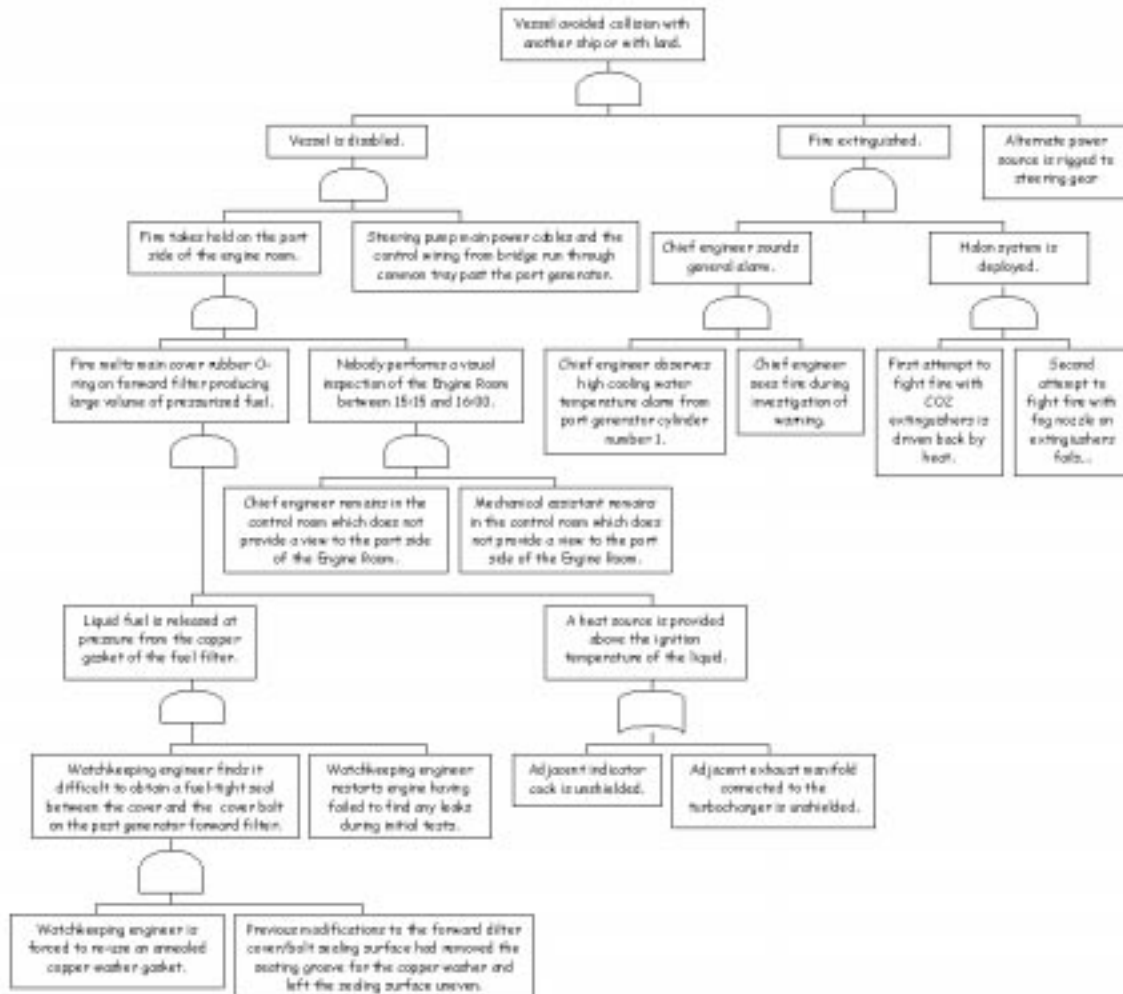 Vessel avoided collision with
another ship or with land.
Vessel is disabled.
Fire extinguished.
Alternate power
source is rigged to
steering gear
Fire takes hold on the port
side of the engine room.
Steering pump main power cables and the
control wiring from bridge run through
common tray past the port generator.
Chief engineer sounds
general alarm.
Halon system is
deployed.
Fire melts main cover rubber O-
ring on forward filter producing
large volume of pressurized fuel.
Nobody performs a visual
inspection of the Engine Room
between 15:15 and 16:00.
Chief engineer observes
high cooling water
temperature alarm from
port generator cylinder
number 1.
Chief engineer
sees fire during
investigation of
warning.
First attempt to
fight fire with
CO2
extinguishers is
driven back by
heat.
Second
attempt to
fight fire with
fog nozzle on
extinguishers
fails...
Chief engineer remains in the
control room which does not
provide a view to the port side
of the Engine Room.
Mechanical assistant remains
in the control room which does
not provide a view to the port
side of the Engine Room.
Liquid fuel is released at
pressure from the copper
gasket of the fuel filter.
A heat source is provided
above the ignition
temperature of the liquid.
Watchkeeping engineer finds it
difficult to obtain a fuel-tight seal
between the cover and the cover bolt
on the port generator forward filter.
Watchkeeping engineer
restarts engine having
failed to find any leaks
during initial tests.
Adjacent indicator
cock is unshielded.
Adjacent exhaust manifold
connected to the
turbocharger is unshielded.
Watchkeeping engineer is
forced to re-use an annealed
copper washer gasket.
Previous modifications to the forward dilter
cover/bolt sealing surface had removed the
seating groove for the copper washer and
left the sealing surface uneven.